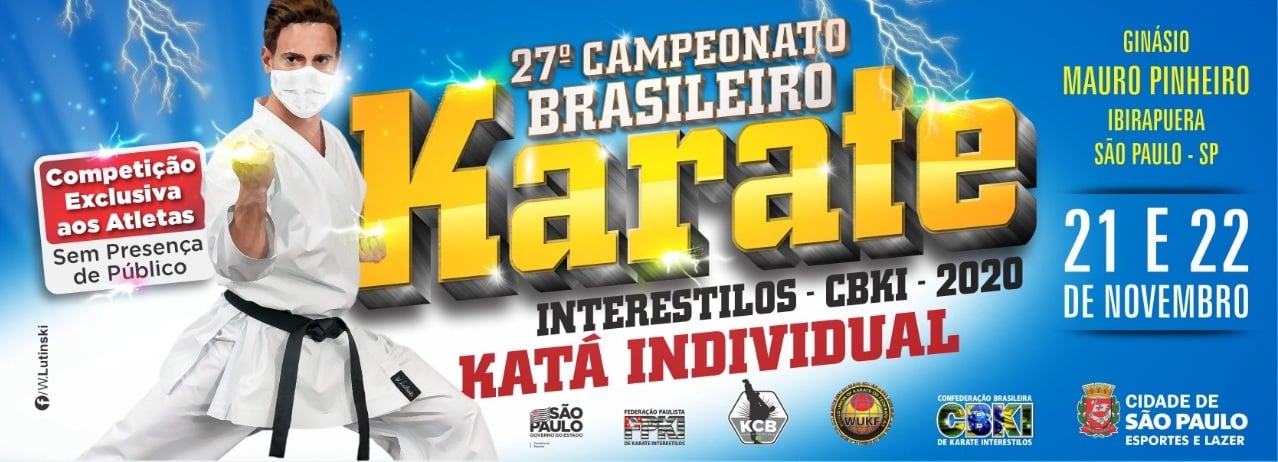 27º CAMPEONATO
BRASILEIRO
Karate
INTERESTILOS - CBKI - 2020
KATÁ INDIVIDUAL
Competição
Exclusiva
aos Atletas
Sem Presença
de Público
GINÁSIO
MAURO PINHEIRO
IBIRAPUERA
SÃO PAULO - SP
21 E 22
DE NOVEMBRO
/W.Lutinski
SÃO
PAULO
GOVERNO DO ESTADO
FEDERAÇÃO PAULISTA
FPKI
DE KARATE INTERESTILOS
KCB
WUKF
CONFEDERAÇÃO BRASILEIRA
CBKI
DE KARATE INTERESTILOS
CIDADE DE
SÃO PAULO
ESPORTES E LAZER